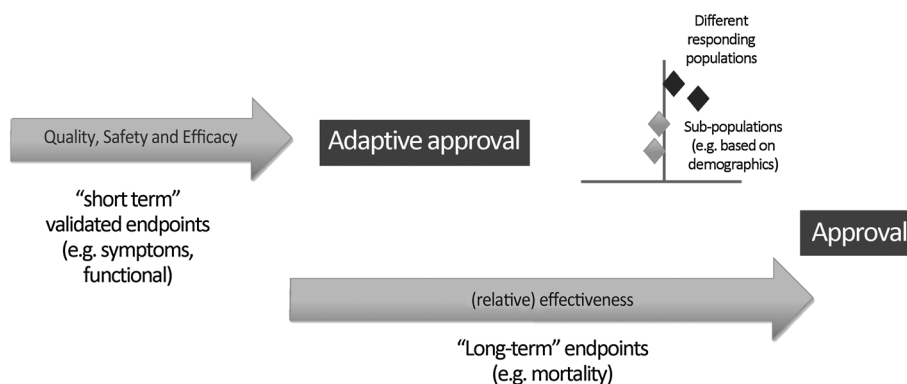 Different
responding
populations
Quality, Safety and Efficacy
Adaptive approval
Sub-populations
(e.g. based on
demographics)
“short term”
validated endpoints
(e.g. symptoms,
functional)
Approval
(relative) effectiveness
“Long-term” endpoints
(e.g. mortality)